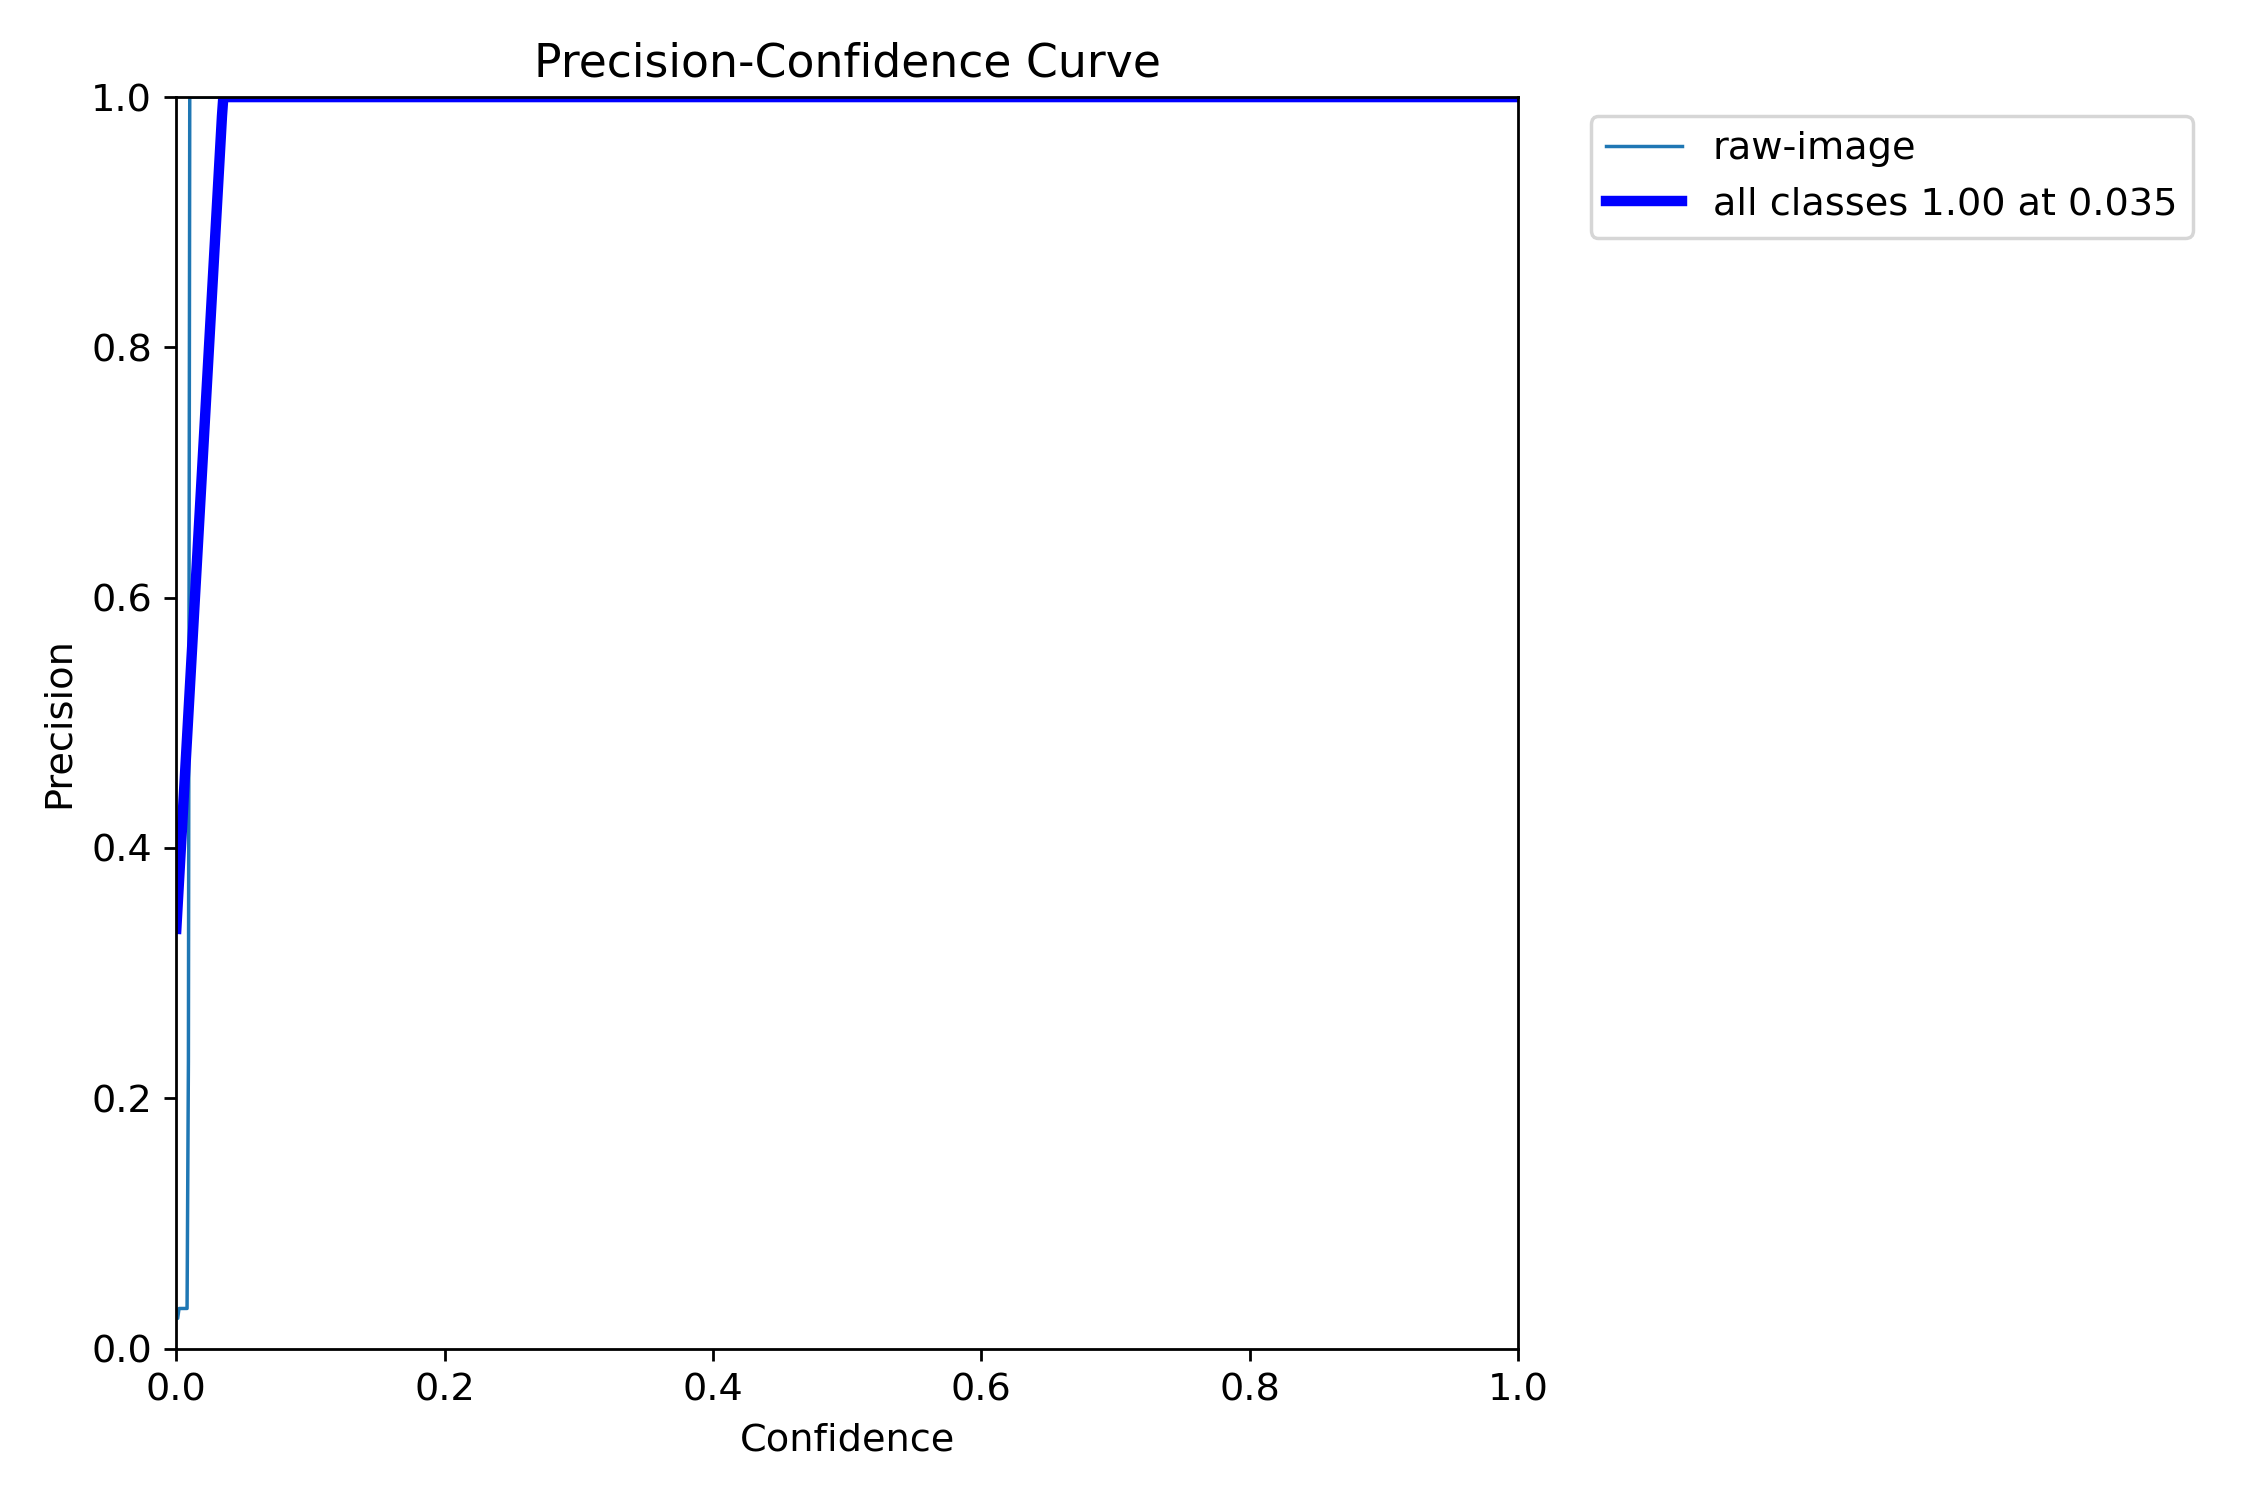 Precision-Confidence Curve
1.0
0.8
0.6
0.4
0.2
0.0
Precision
0.0 0.2 0.4 0.6 0.8 1.0
Confidence
raw-image
all classes 1.00 at 0.035